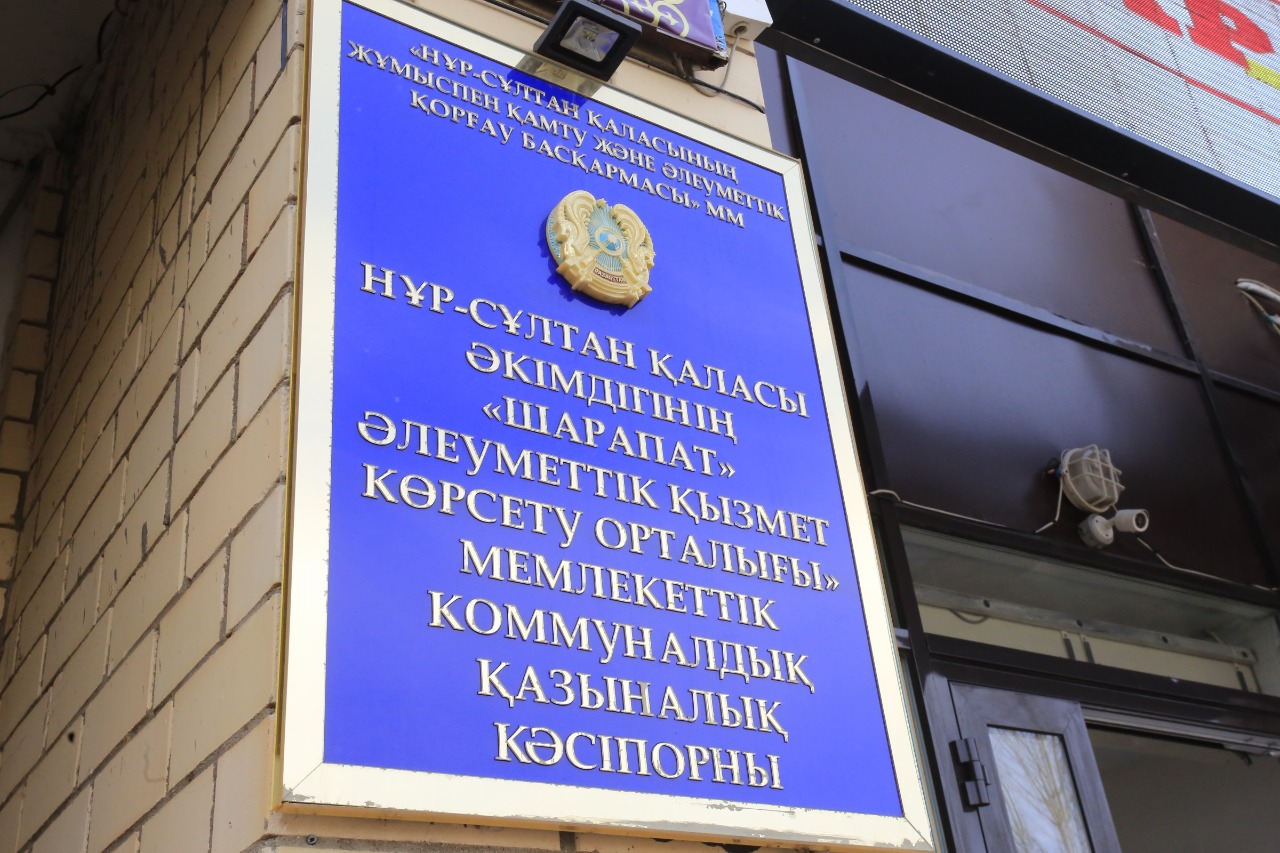 «НҰР-СҰЛТАН ҚАЛАСЫНЫҢ
ЖҰМЫСПЕН ҚАМТУ ЖӘНЕ ӘЛЕУМЕТТІК
ҚОРҒАУ БАСҚАРМАСЫ» ММ
НҰР-СҰЛТАН ҚАЛАСЫ
ӘКІМДІГІНІҢ
«ШАРАПАТ»
ӘЛЕУМЕТТІК ҚЫЗМЕТ
КӨРСЕТУ ОРТАЛЫҒЫ»
МЕМЛЕКЕТТІК
КОММУНАЛДЫҚ
ҚАЗЫНАЛЫҚ
КӘСІПОРНЫ